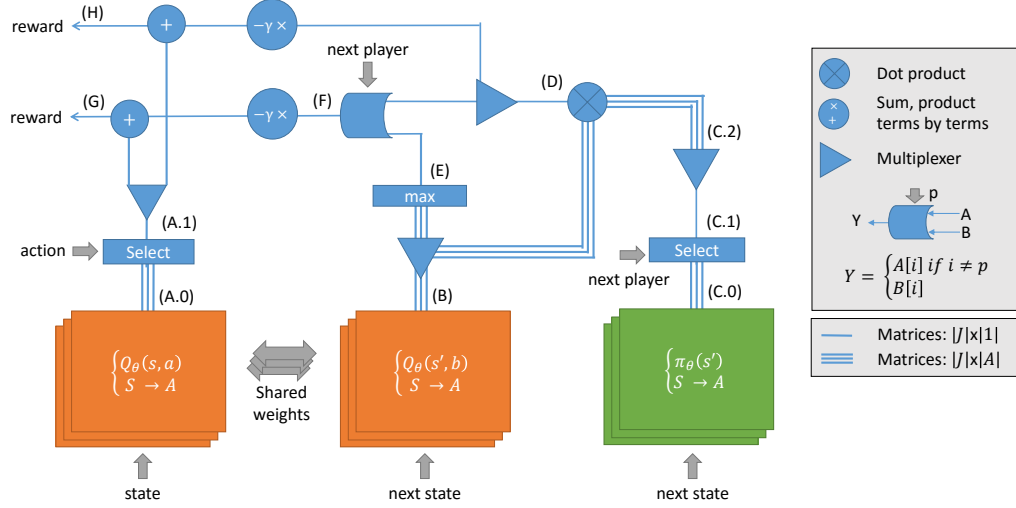 (H)
reward
+
−γ ×
next player
(G)
(F)
(D)
reward
+
−γ ×
(C.2)
(E)
max
(A.1)
(C.1)
action
Select
Select
next player
(A.0)
(B)
(C.0)
Q_θ(s, a)
S → A
Shared
weights
Q_θ(s′, b)
S → A
π_θ(s′)
S → A
state
next state
next state
Dot product
×
+
Sum, product
terms by terms
Multiplexer
p
Y
A
B
Y = { A[i] if i ≠ p
B[i]
Matrices: |J|x|1|
Matrices: |J|x|A|